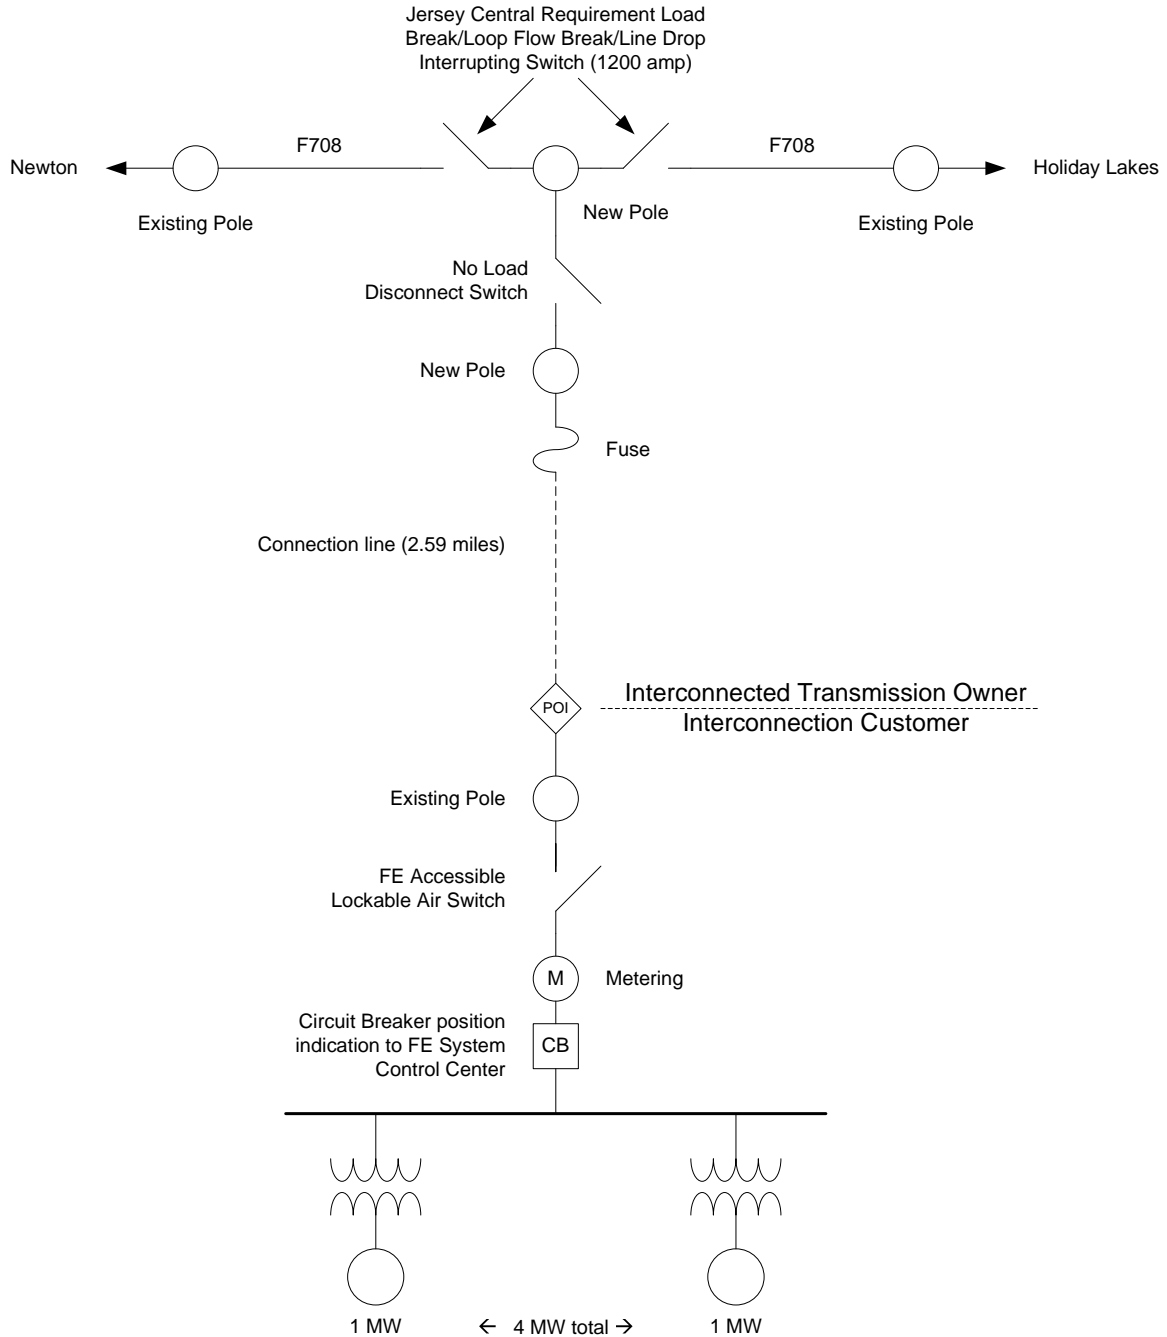 Jersey Central Requirement Load
Break/Loop Flow Break/Line Drop
Interrupting Switch (1200 amp)
F708
F708
Newton
Holiday Lakes
Existing Pole
New Pole
Existing Pole
No Load
Disconnect Switch
New Pole
Fuse
Connection line (2.59 miles)
POI
Interconnected Transmission Owner
Interconnection Customer
Existing Pole
FE Accessible
Lockable Air Switch
M
Metering
Circuit Breaker position
indication to FE System
Control Center
CB
1 MW
← 4 MW total →
1 MW